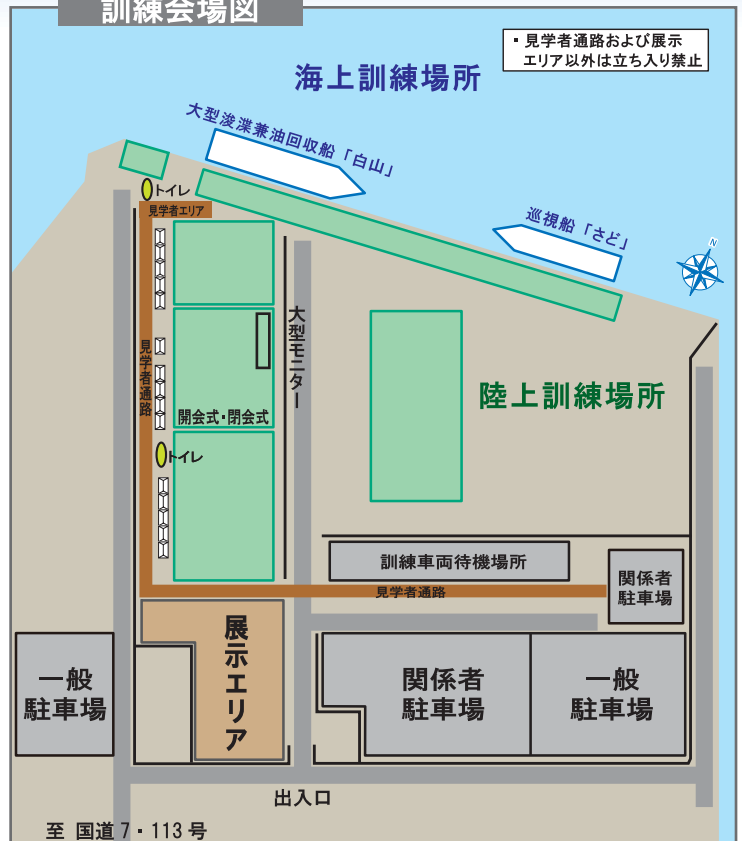 訓練会場図
・見学者通路および展示
エリア以外は立ち入り禁止
海上訓練場所
大型浚渫兼油回収船「白山」
トイレ
見学者エリア
巡視船「さど」
N
大型モニター
見学者通路
陸上訓練場所
開会式・閉会式
トイレ
訓練車両待機場所
関係者
駐車場
見学者通路
展示エリア
一般
駐車場
関係者
駐車場
一般
駐車場
出入口
至 国道 7・113 号